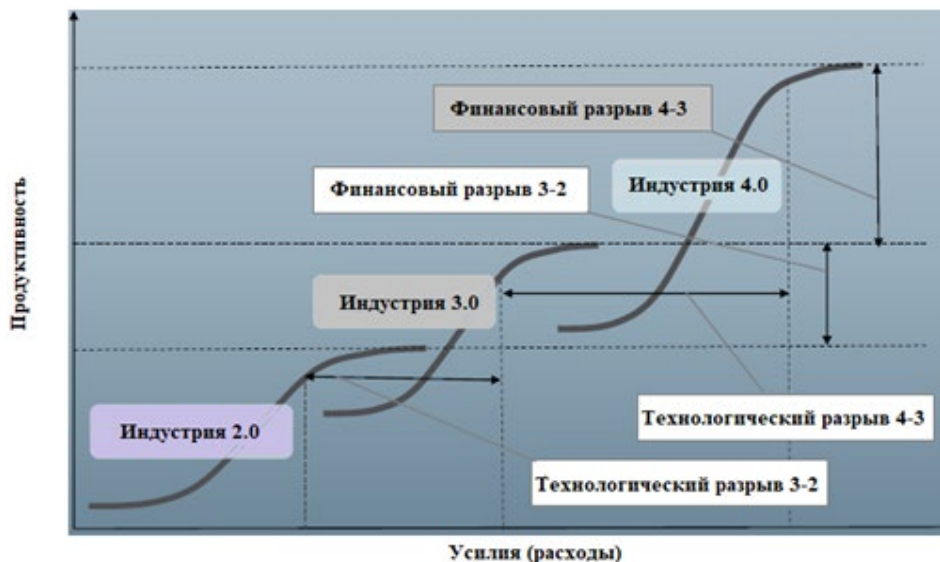 Финансовый разрыв 4-3
Финансовый разрыв 3-2
Индустрия 4.0
Продуктивность
Индустрия 3.0
Технологический разрыв 4-3
Индустрия 2.0
Технологический разрыв 3-2
Усилия (расходы)